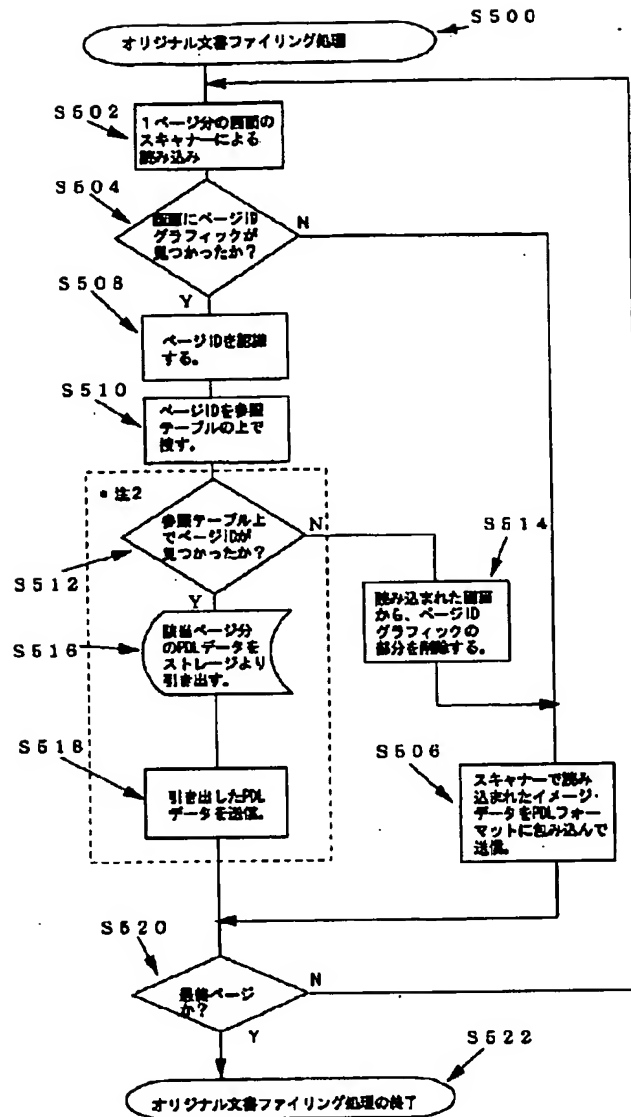 S500
オリジナル文書ファイリング処理
S502
1ページ分の画面の
スキャナーによる
読み込み
S504
画面にページID
グラフィックが
見つかったか?
N
Y
S508
ページIDを認識
する。
S510
ページIDを参照
テーブルの上で
捜す。
* 注2
参照テーブル上
でページIDが
見つかったか?
N
Y
S512
S514
読み込まれた画面
から、ページID
グラフィックの
部分を削除する。
S516
該当ページ分
のPDLデータを
ストレージより
引き出す。
S518
引き出したPDL
データを送信。
S506
スキャナーで読み
込まれたイメージ・
データをPDLフォー
マットに包み込んで
送信。
S520
最終ページ
か?
N
Y
S522
オリジナル文書ファイリング処理の終了